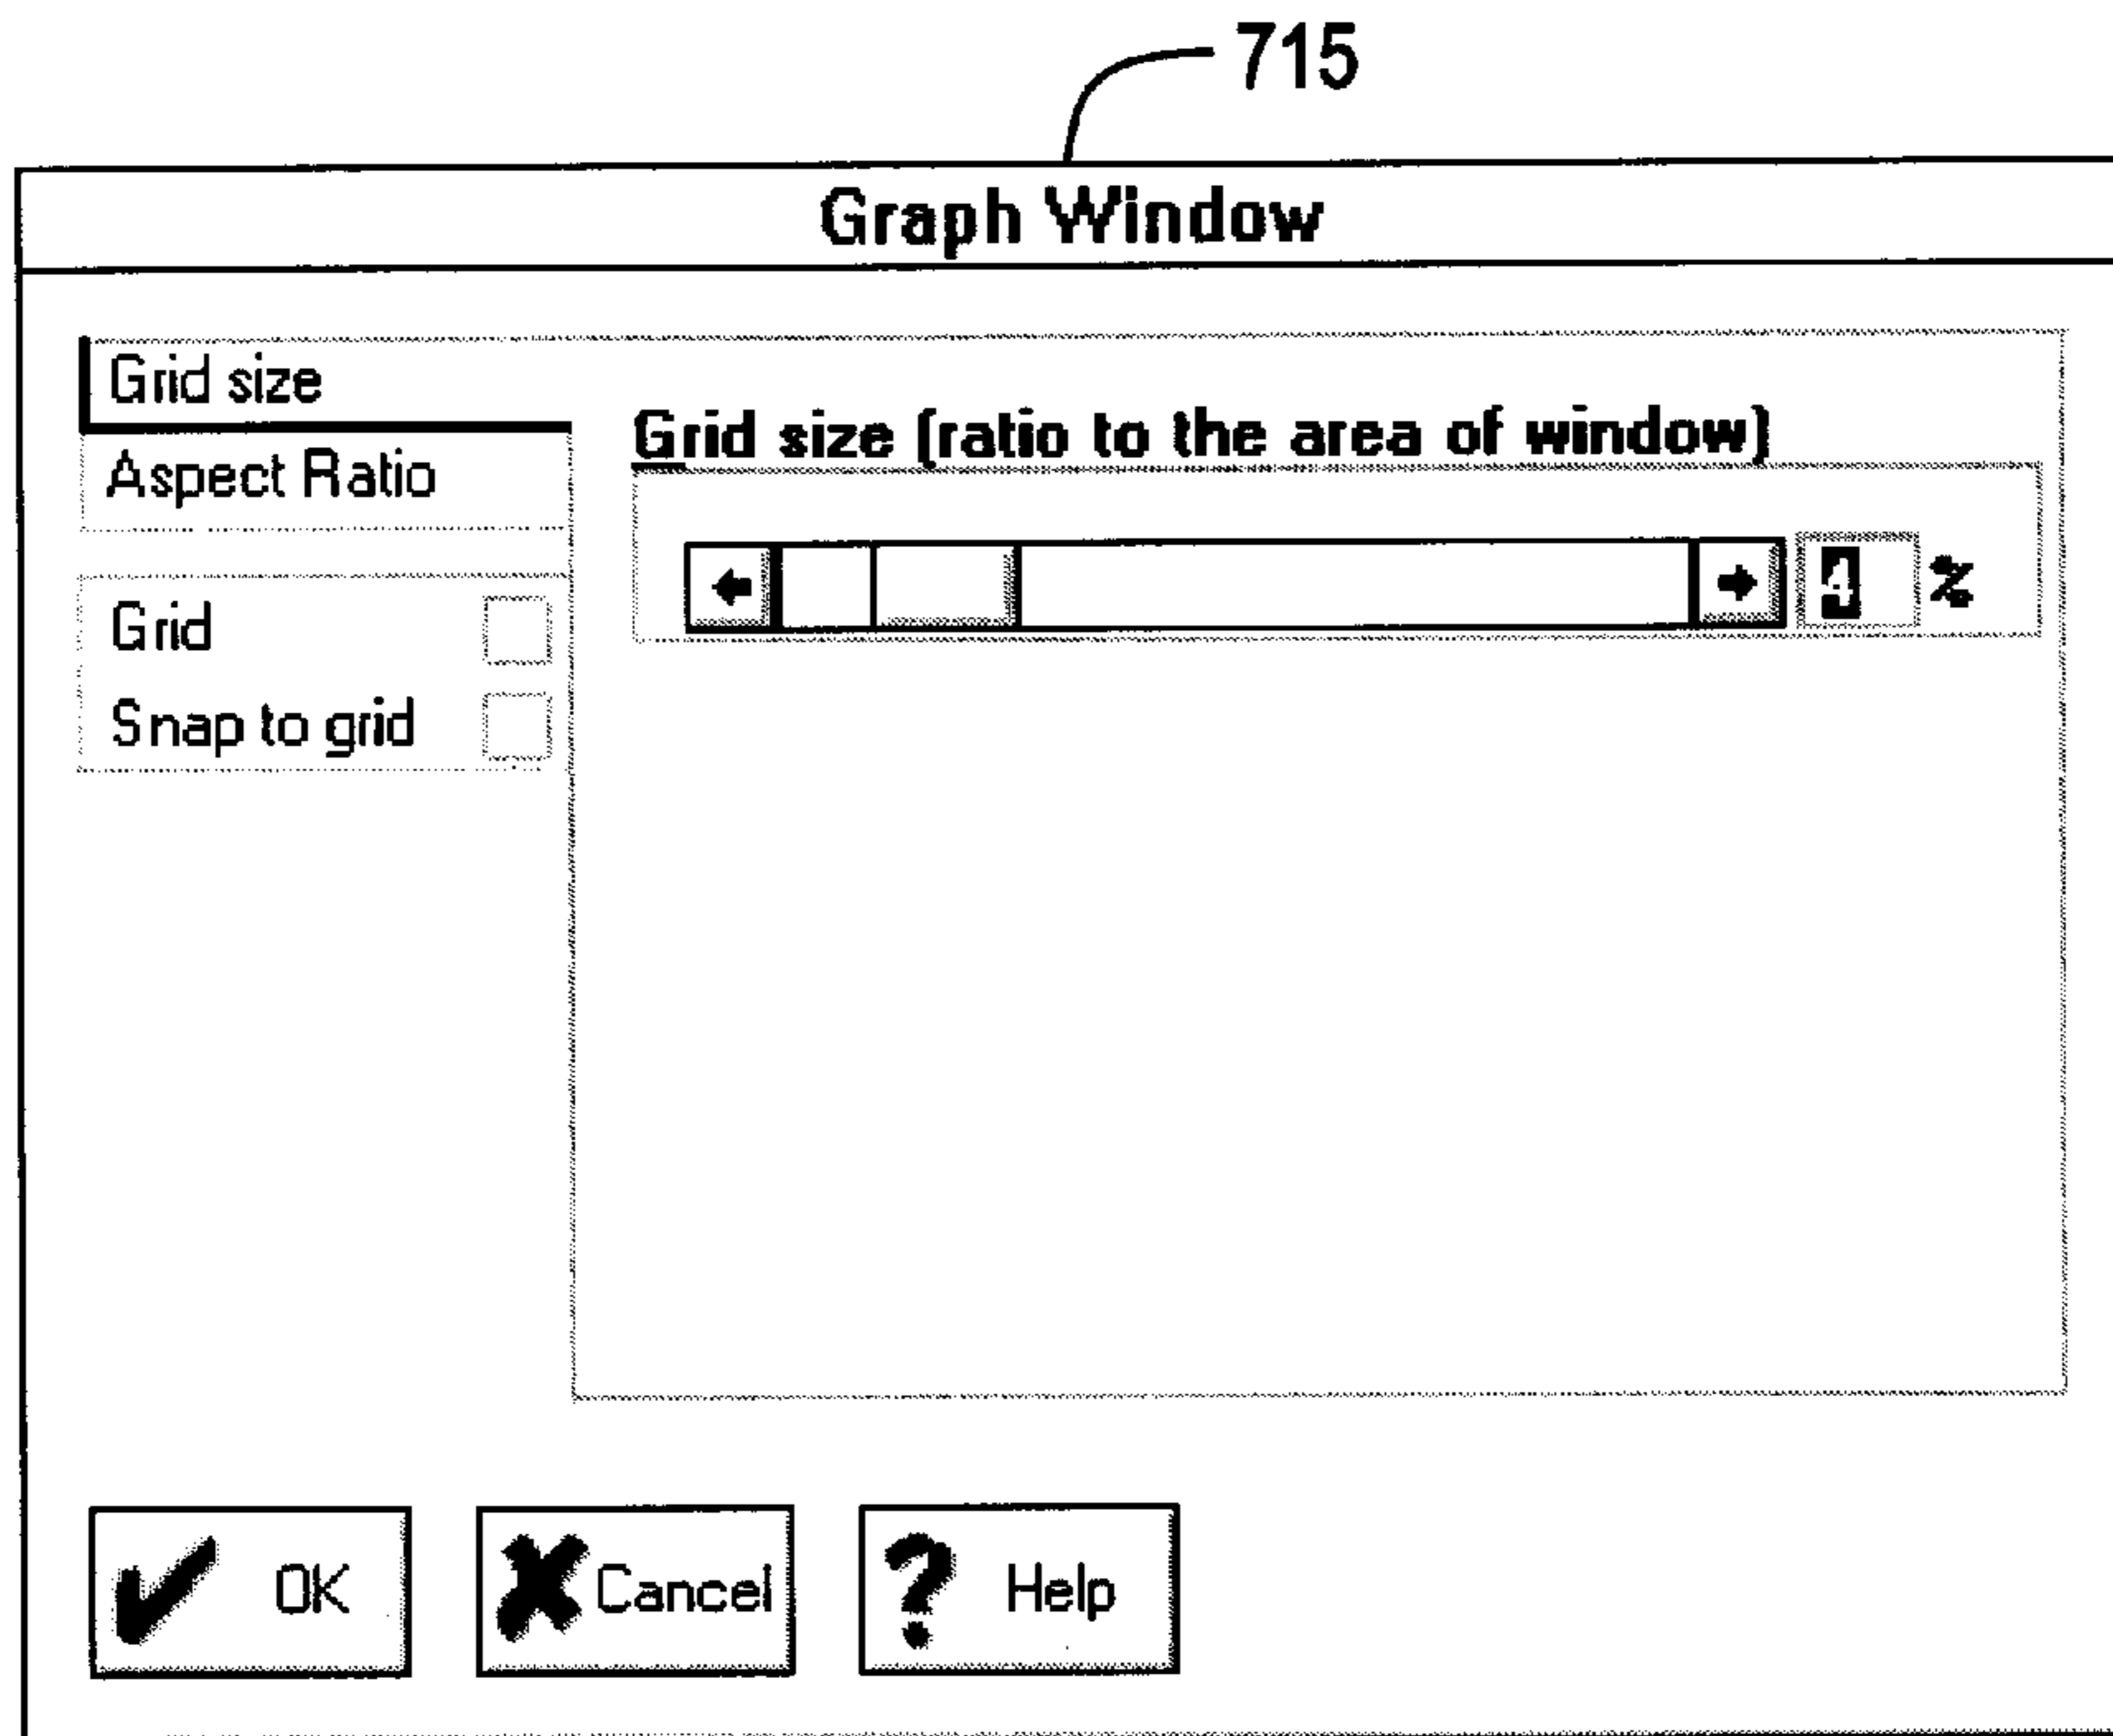 715
Graph Window
Grid size
Aspect Ratio
Grid
Snap to grid
Grid size (ratio to the area of window)
4 %
OK
Cancel
? Help